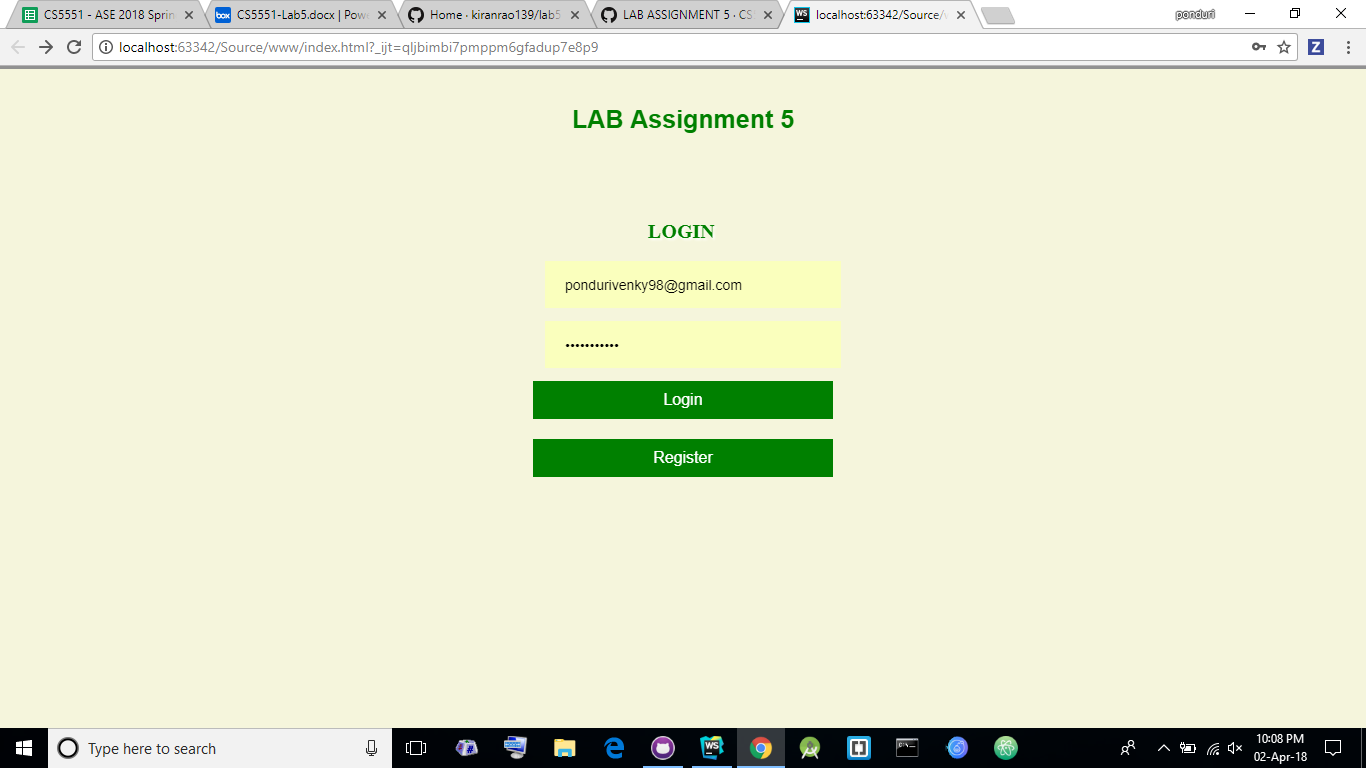 CS5551 - ASE 2018 Sprin
CS5551-Lab5.docx | Pow
Home · kiranrao139/lab5
LAB ASSIGNMENT 5 · CS
localhost:63342/Source/
ponduri
localhost:63342/Source/www/index.html?_ijt=qljbimbi7pmppm6gfadup7e8p9
LAB Assignment 5
LOGIN
pondurivenky98@gmail.com
Login
Register
Type here to search
10:08 PM
02-Apr-18